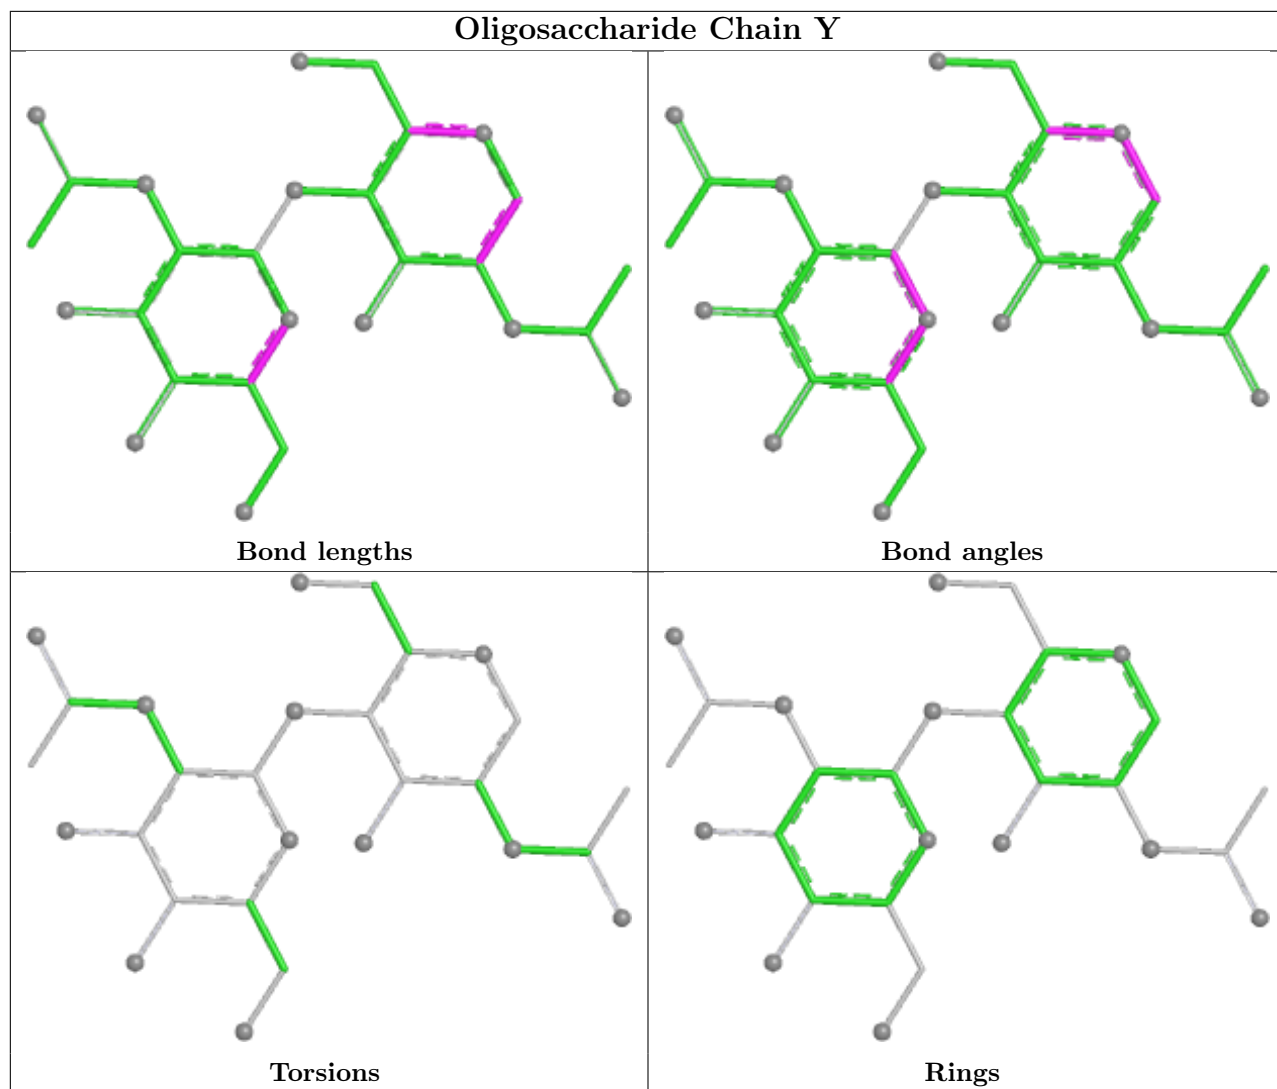 Oligosaccharide Chain Y
Bond lengths
Bond angles
Torsions
Rings